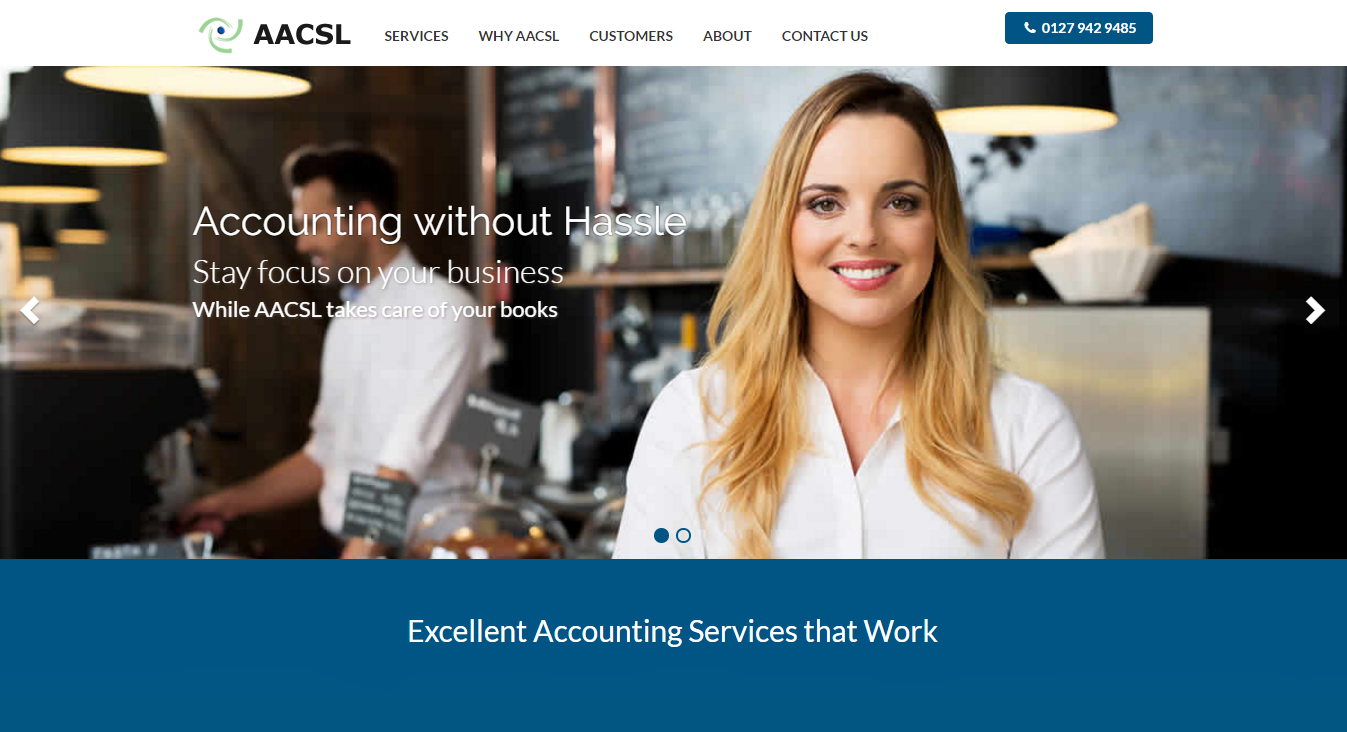 AACSL
SERVICES
WHY AACSL
CUSTOMERS
ABOUT
CONTACT US
0127 942 9485
Accounting without Hassle
Stay focus on your business
While AACSL takes care of your books
Excellent Accounting Services that Work